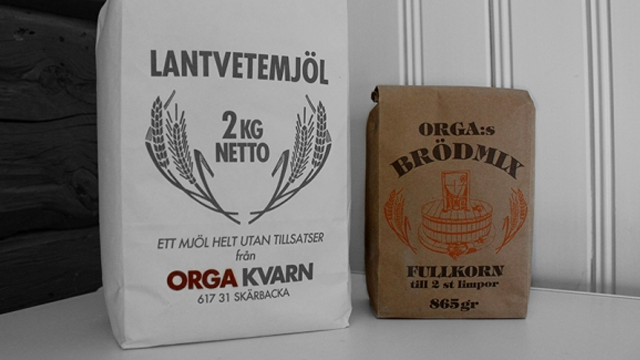 LANTVETEMJÖL
2 KG
NETTO
ETT MJÖL HELT UTAN TILLSATSER
från
ORGA KVARN
617 31 SKÄRBACKA
ORGA:s
BRÖDMIX
FULLKORN
till 2 st limpor
865 gr